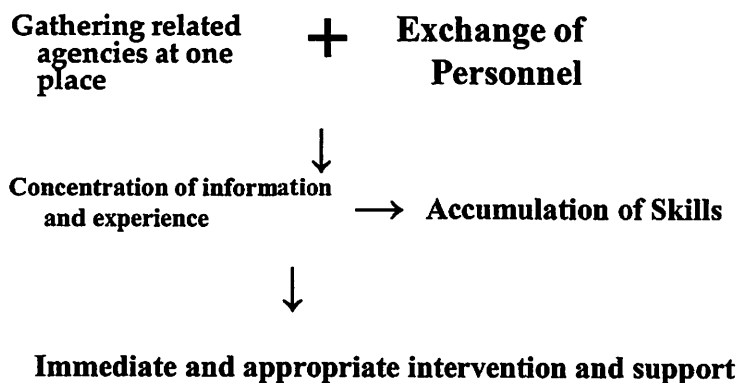 Gathering related
agencies at one
place
+
Exchange of
Personnel
↓
Concentration of information
and experience
→
Accumulation of Skills
↓
Immediate and appropriate intervention and support